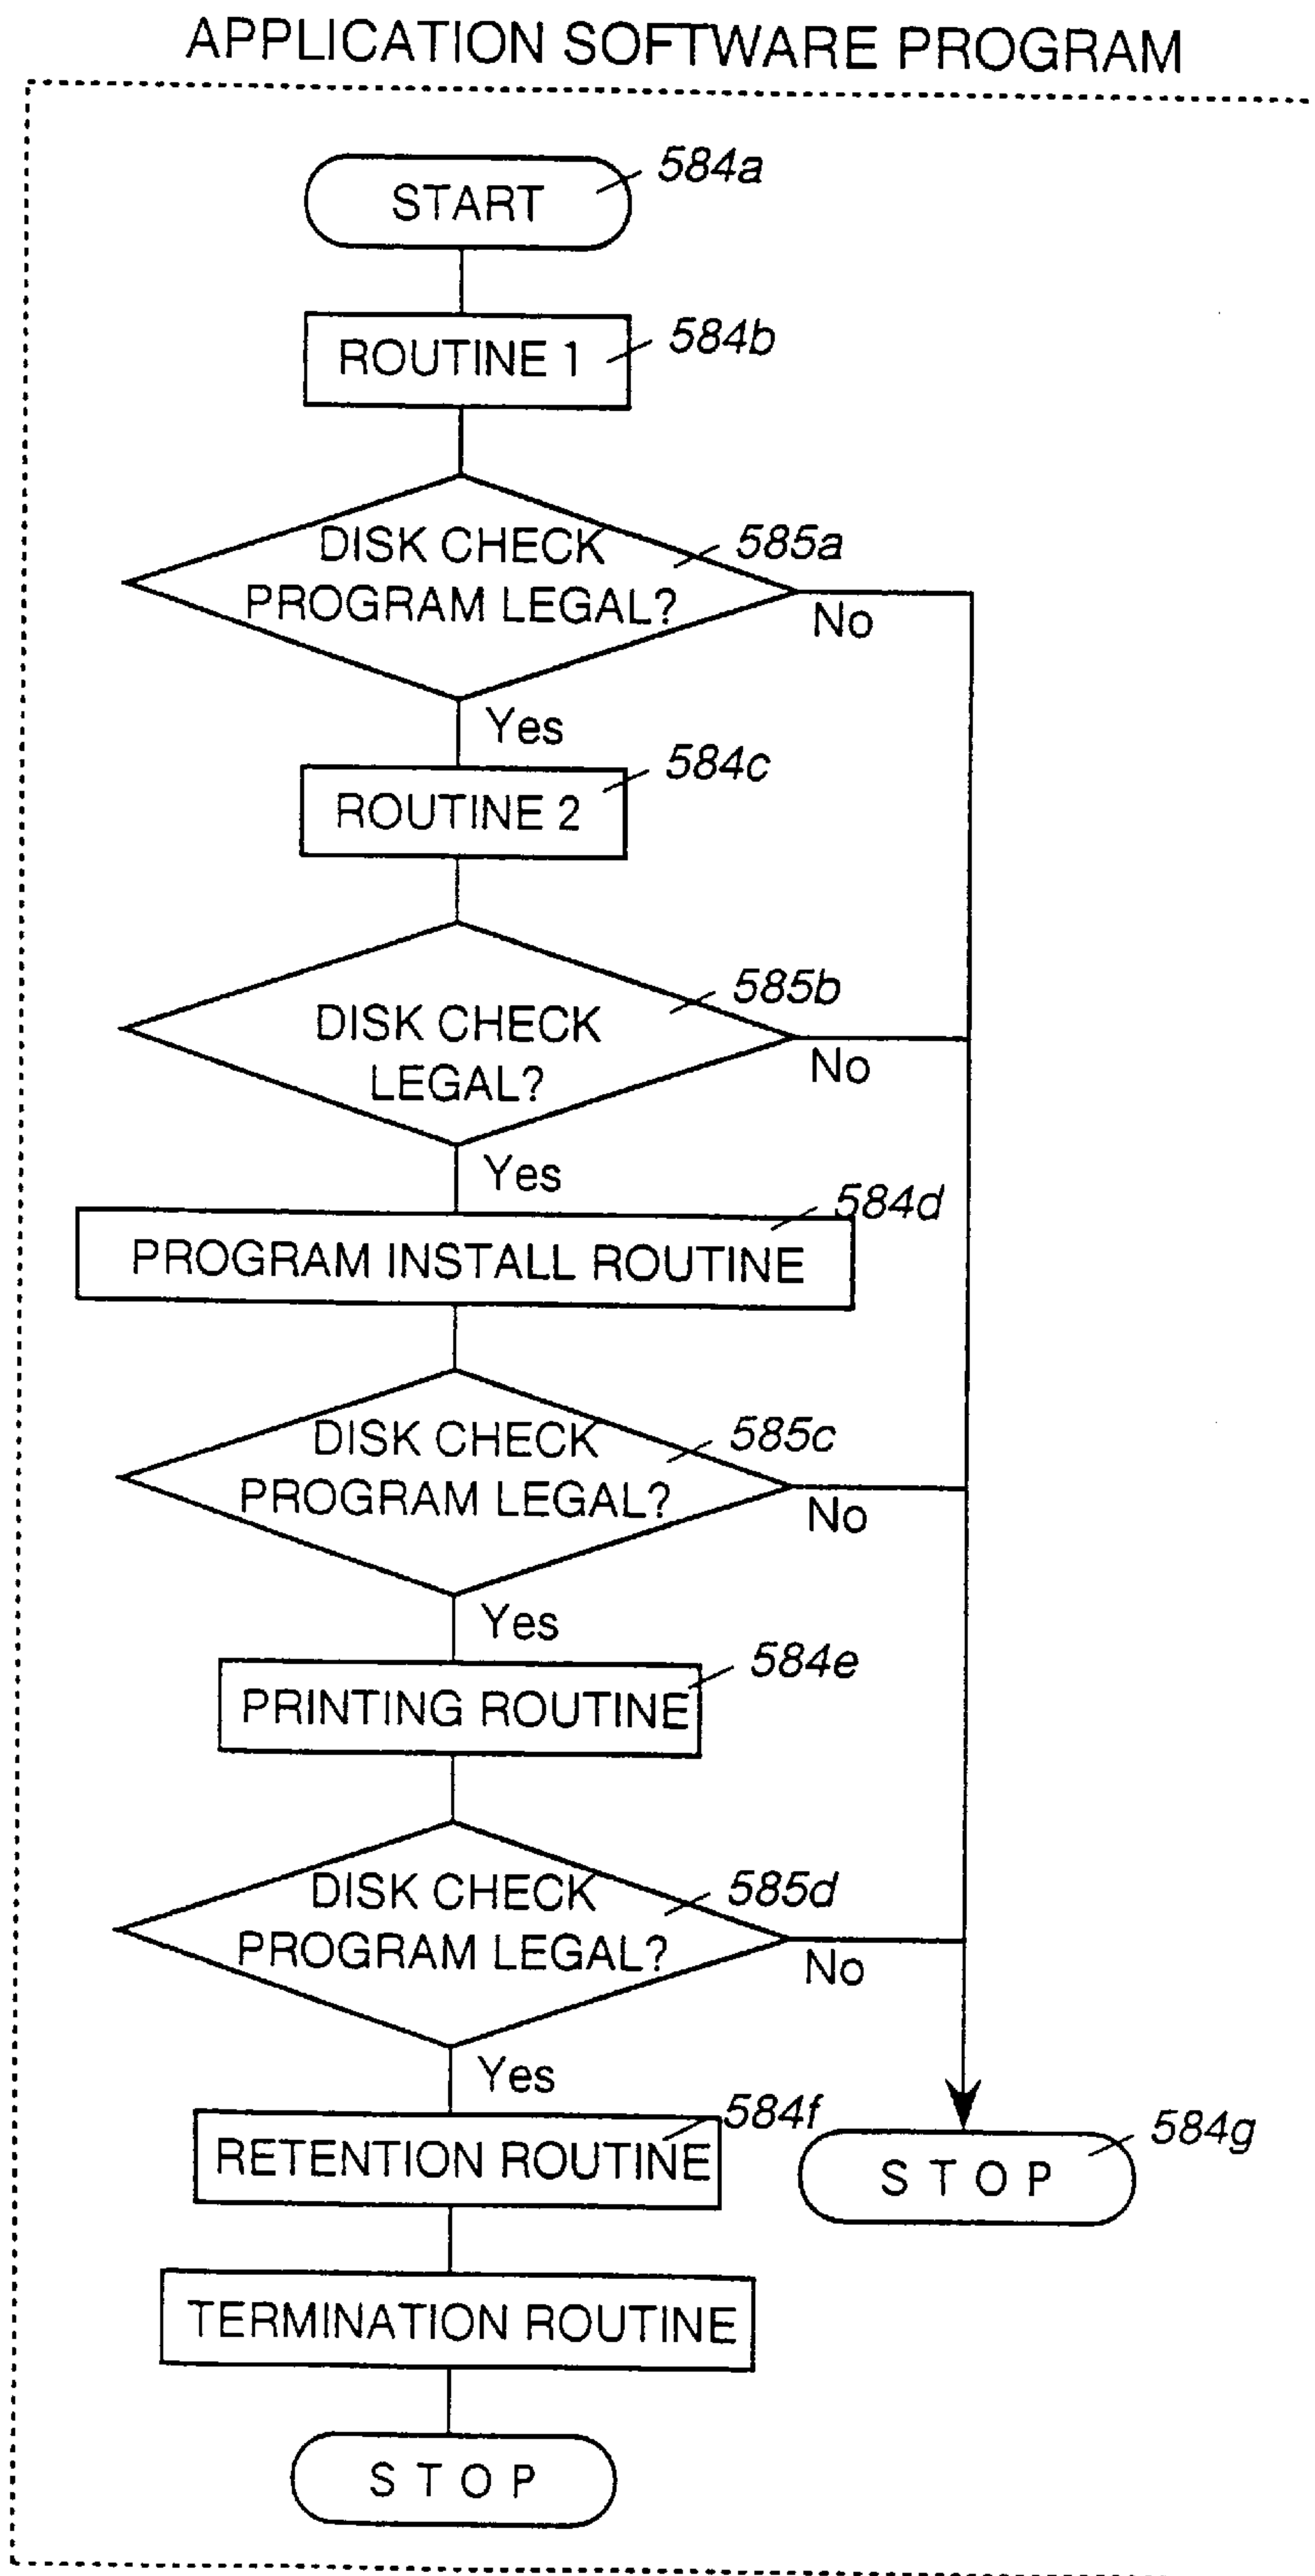 APPLICATION SOFTWARE PROGRAM
584a
START
584b
ROUTINE 1
585a
DISK CHECK
PROGRAM LEGAL?
No
Yes
584c
ROUTINE 2
585b
DISK CHECK
LEGAL?
No
Yes
584d
PROGRAM INSTALL ROUTINE
585c
DISK CHECK
PROGRAM LEGAL?
No
Yes
584e
PRINTING ROUTINE
585d
DISK CHECK
PROGRAM LEGAL?
No
Yes
584f
RETENTION ROUTINE
584g
STOP
TERMINATION ROUTINE
STOP